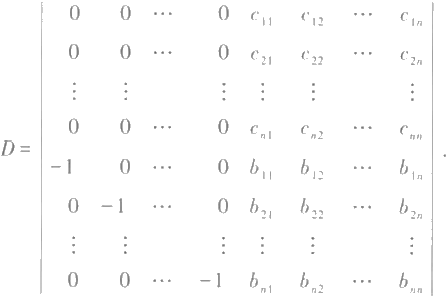 0 0 ⋯ 0 c₁₁ c₁₂ ⋯ c₁ₙ
0 0 ⋯ 0 c₂₁ c₂₂ ⋯ c₂ₙ
⋮ ⋮ ⋮ ⋮ ⋮ ⋮
0 0 ⋯ 0 cₙ₁ cₙ₂ ⋯ cₙₙ
D = −1 0 ⋯ 0 b₁₁ b₁₂ ⋯ b₁ₙ .
0 −1 ⋯ 0 b₂₁ b₂₂ ⋯ b₂ₙ
⋮ ⋮ ⋮ ⋮ ⋮ ⋮
0 0 ⋯ −1 bₙ₁ bₙ₂ ⋯ bₙₙ